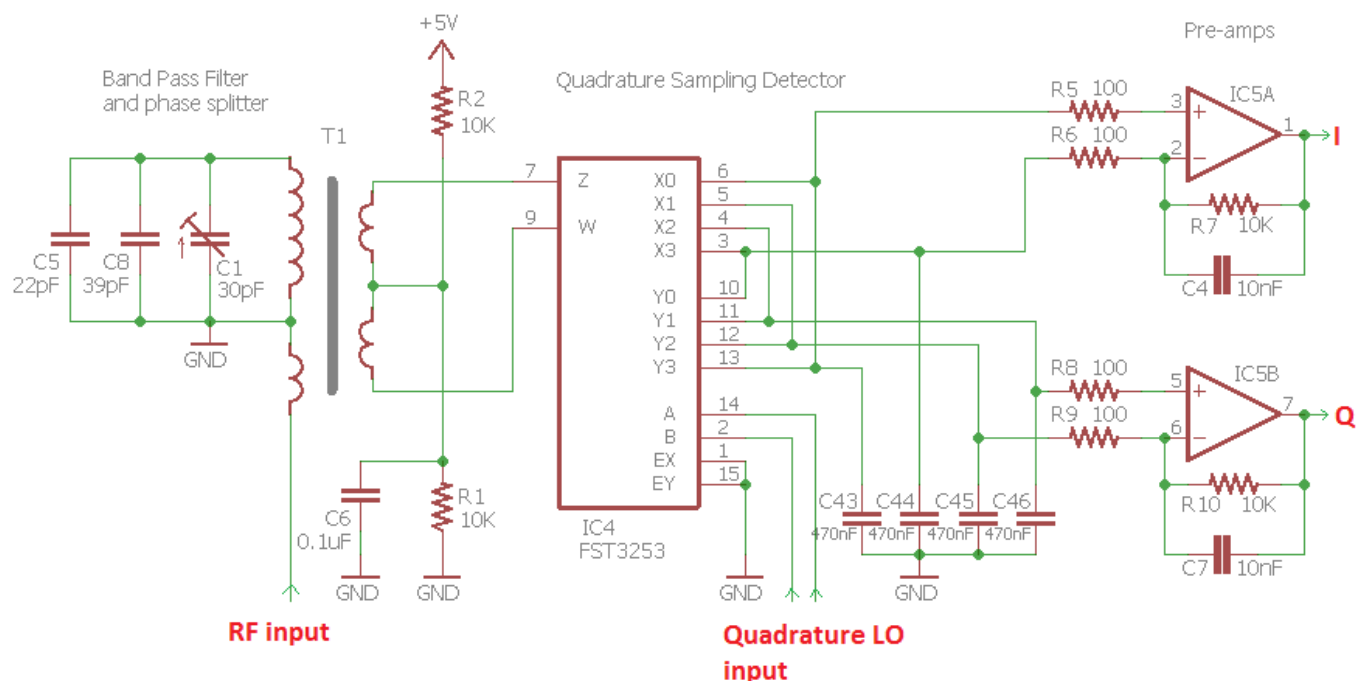 Pre-amps
+5V
Band Pass Filter
and phase splitter
Quadrature Sampling Detector
R2
10K
T1
R5 100
IC5A
3
+
1
I
R6 100
2
−
7
Z
X0
6
9
W
X1
5
X2
4
X3
3
Y0
10
Y1
11
Y2
12
Y3
13
A
14
B
2
EX
1
EY
15
C5
22pF
C8
39pF
C1
30pF
GND
R7 10K
C4 10nF
R8 100
IC5B
5
+
7
Q
R9 100
6
−
R10 10K
C7 10nF
C6
0.1uF
R1
10K
IC4
FST3253
C43
470nF
C44
470nF
C45
470nF
C46
470nF
GND
GND
GND
GND
RF input
Quadrature LO
input